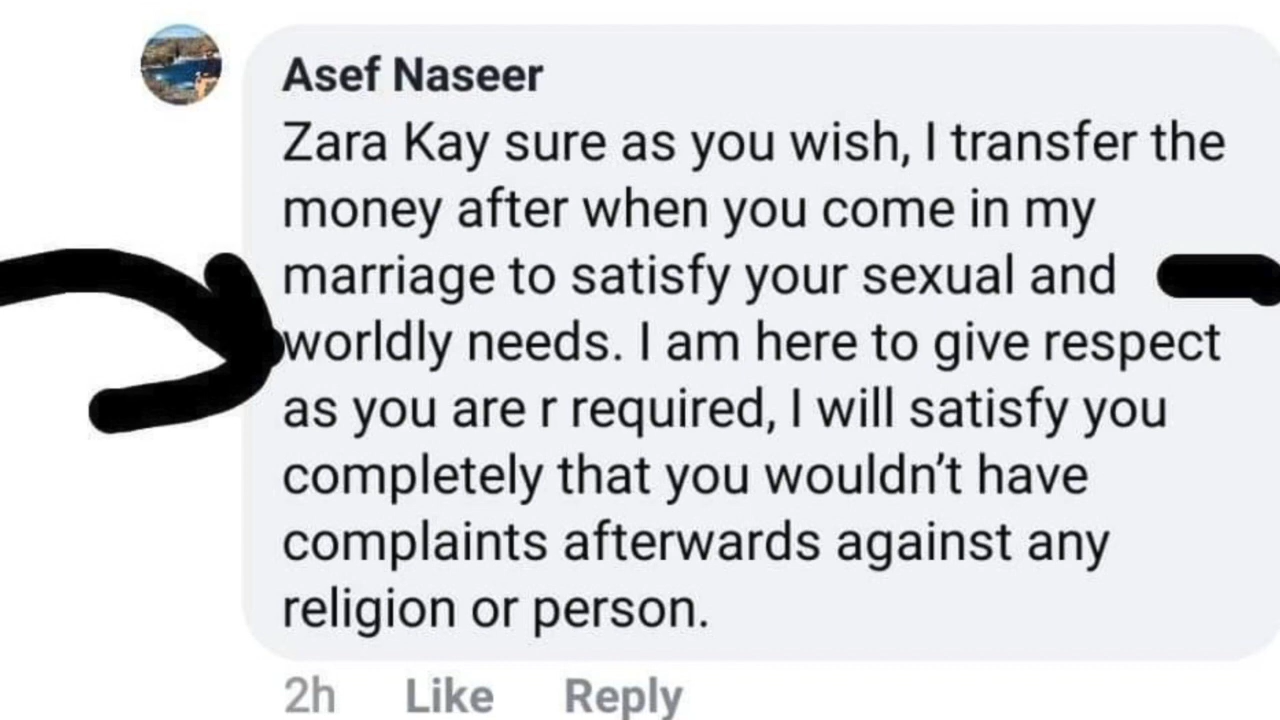 Asef Naseer
Zara Kay sure as you wish, I transfer the
money after when you come in my
marriage to satisfy your sexual and
worldly needs. I am here to give respect
as you are r required, I will satisfy you
completely that you wouldn't have
complaints afterwards against any
religion or person.
2h Like Reply